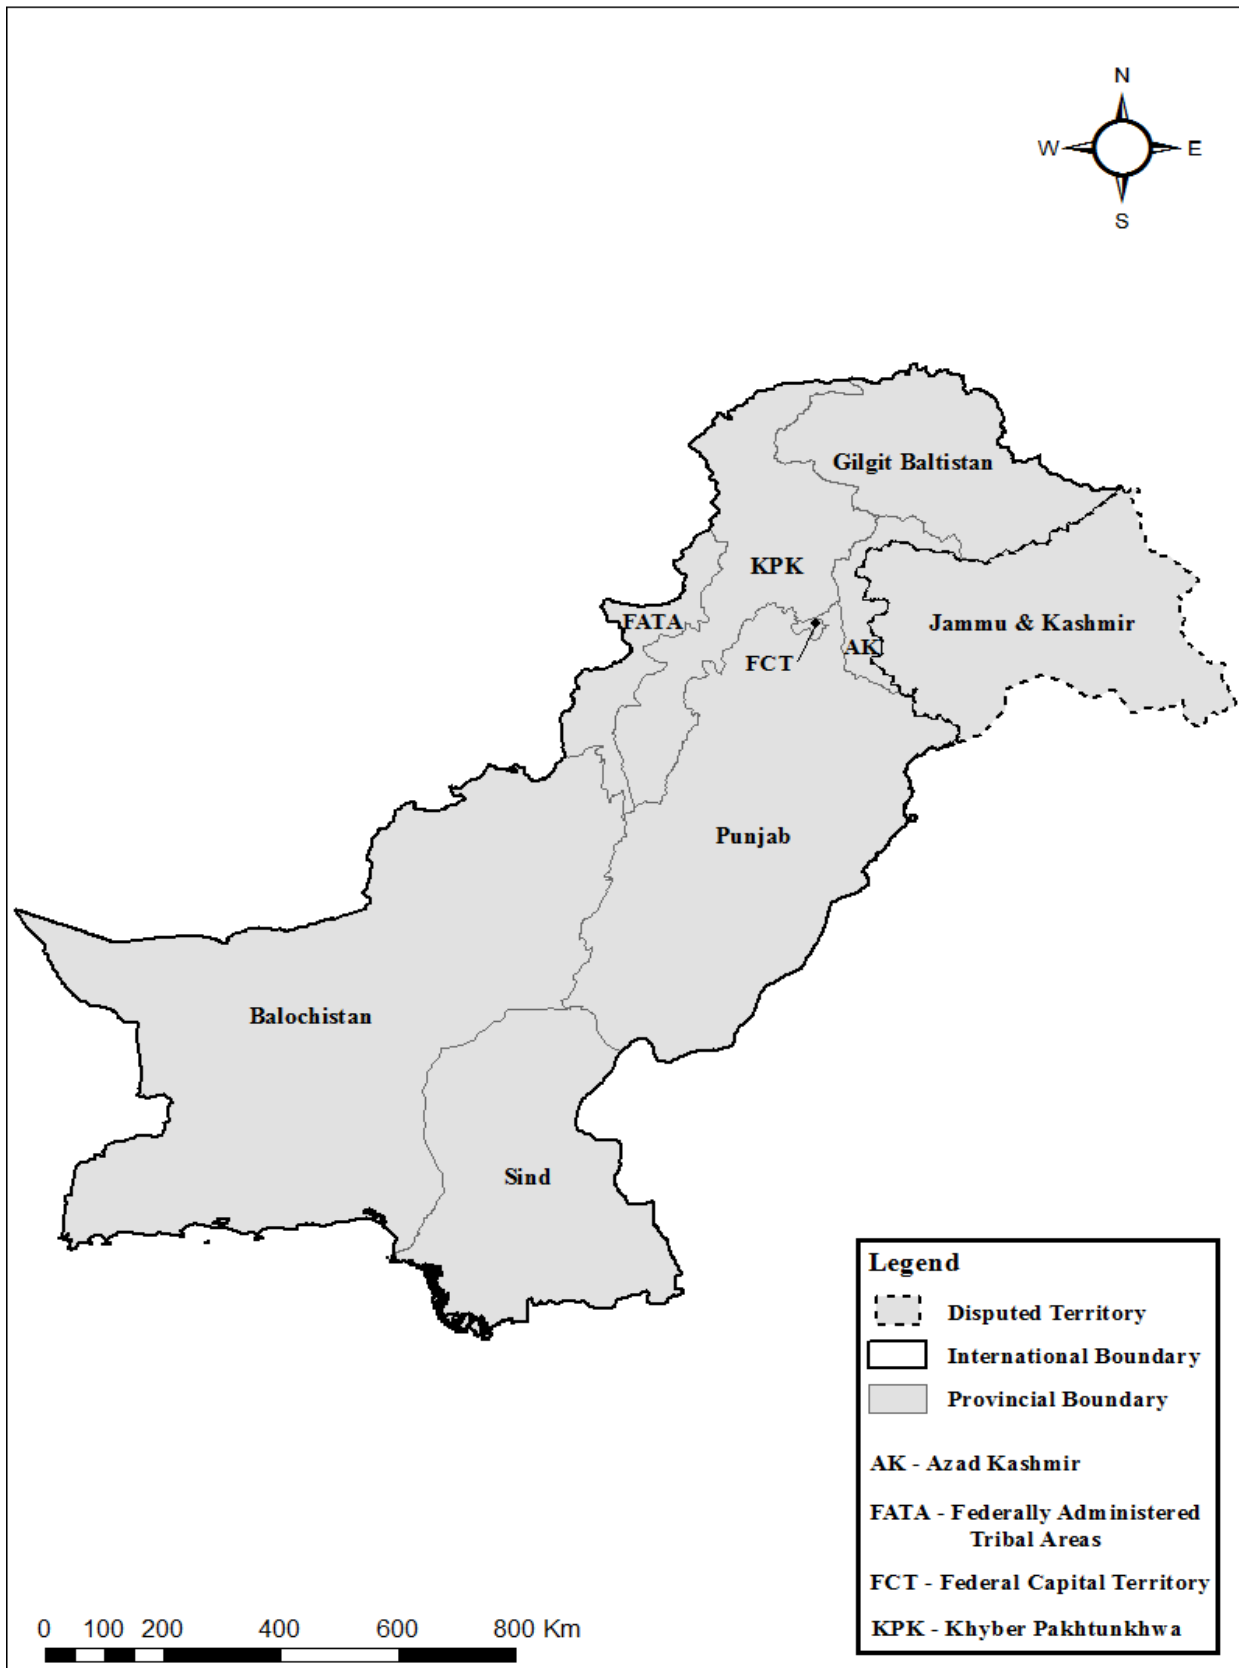 N
W E
S
Gilgit Baltistan
KPK
Jammu & Kashmir
FATA
AK
FCT
Punjab
Balochistan
Sind
Legend
Disputed Territory
International Boundary
Provincial Boundary
AK - Azad Kashmir
FATA - Federally Administered
Tribal Areas
FCT - Federal Capital Territory
KPK - Khyber Pakhtunkhwa
0 100 200 400 600 800 Km